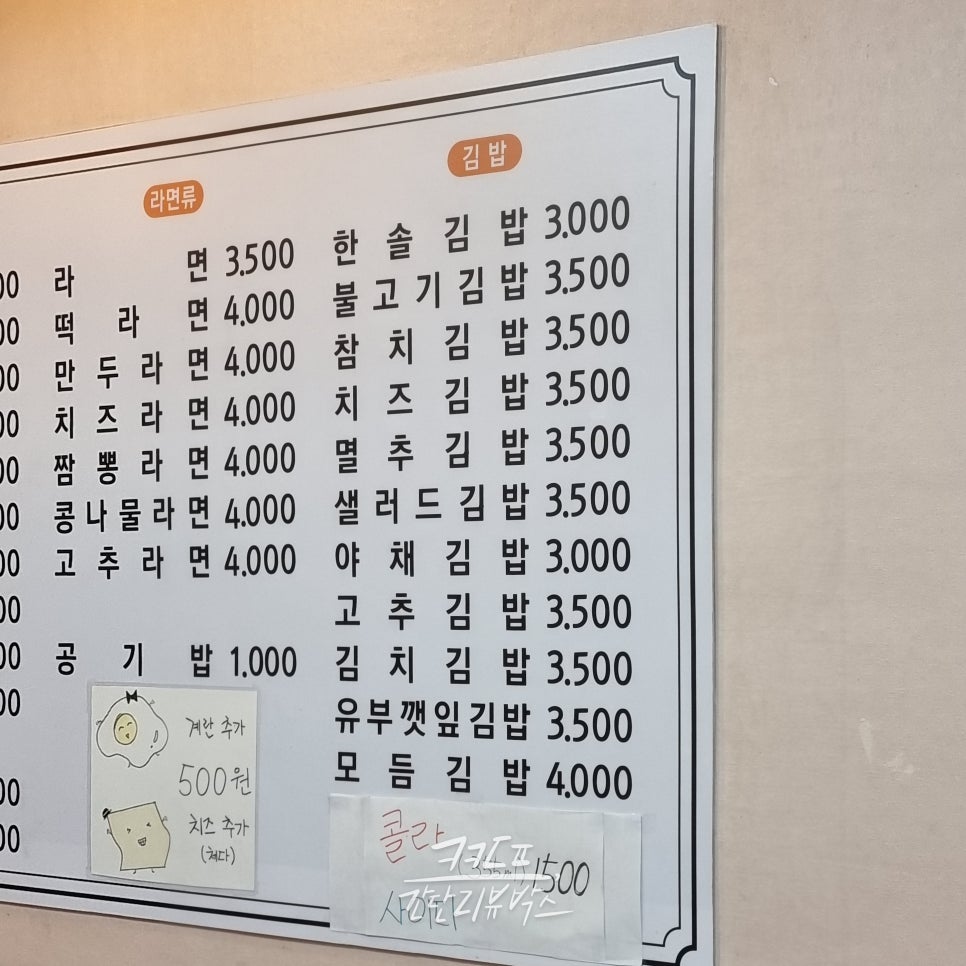 라면류
라면 3.500
떡라면 4.000
만두라면 4.000
치즈라면 4.000
짬뽕라면 4.000
콩나물라면 4.000
고추라면 4.000
공기밥 1.000
계란 추가
500원
치즈 추가
(체다)
김밥
한솔김밥 3.000
불고기김밥 3.500
참치김밥 3.500
치즈김밥 3.500
멸추김밥 3.500
샐러드김밥 3.500
야채김밥 3.000
고추김밥 3.500
김치김밥 3.500
유부깻잎김밥 3.500
모듬김밥 4.000
콜라
(355ml) 1500
사이다